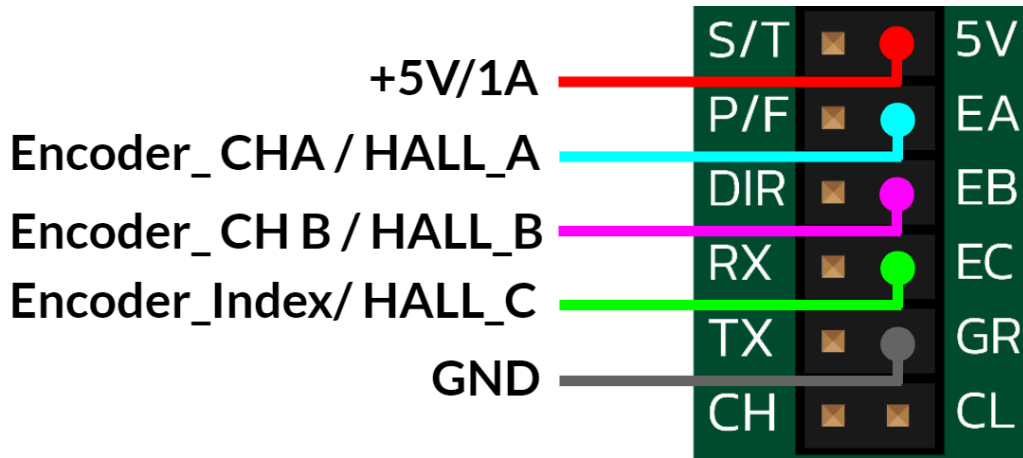 S/T 5V
+5V/1A
P/F EA
Encoder_ CHA / HALL_A
DIR EB
Encoder_ CH B / HALL_B
RX EC
Encoder_Index/ HALL_C
TX GR
GND
CH CL